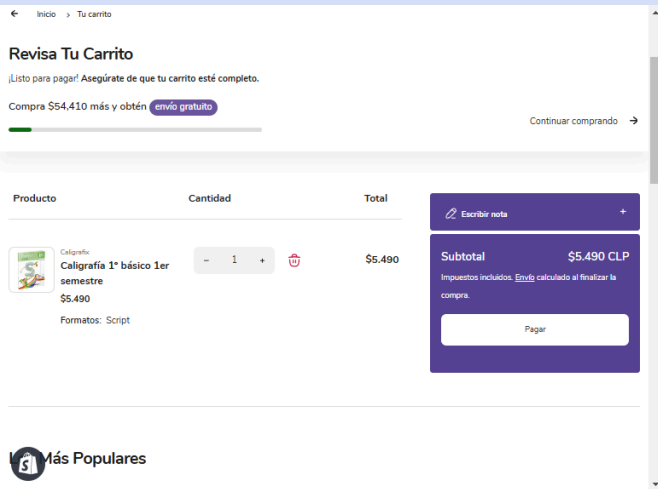 Inicio > Tu carrito
Revisa Tu Carrito
¡Listo para pagar! Asegúrate de que tu carrito esté completo.
Compra $54,410 más y obtén envío gratuito
Continuar comprando
Producto Cantidad Total
Caligrafix
Caligrafía 1º básico 1er
semestre
$5.490
Formatos: Script
- 1 +
$5.490
Escribir nota +
Subtotal $5.490 CLP
Impuestos incluidos. Envío calculado al finalizar la
compra.
Pagar
Más Populares